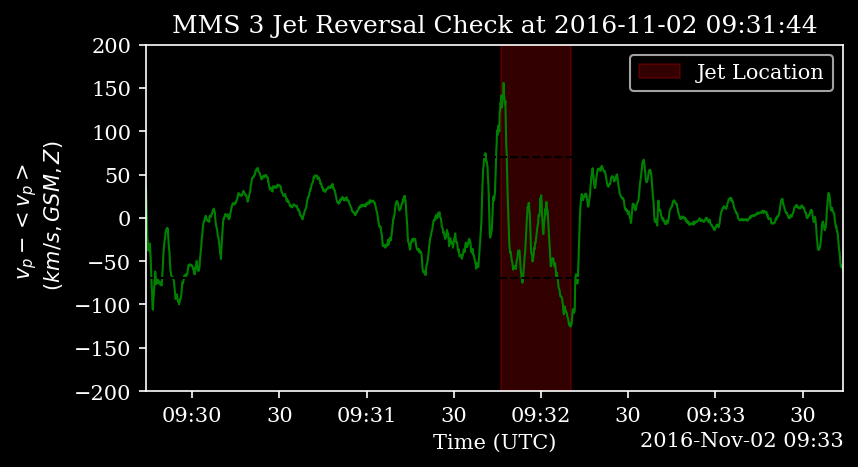 MMS 3 Jet Reversal Check at 2016-11-02 09:31:44
200
150
100
50
0
−50
−100
−150
−200
v_p − <v_p>
(km/s, GSM, Z)
Jet Location
09:30 30 09:31 30 09:32 30 09:33 30
Time (UTC)
2016-Nov-02 09:33